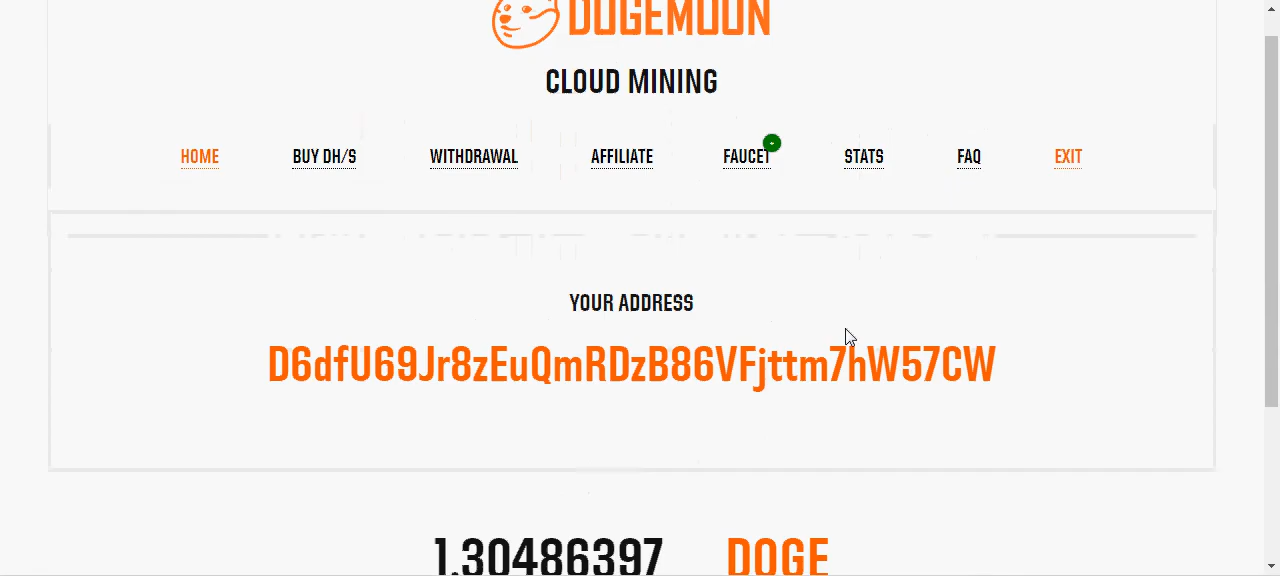 DOGEMOON
CLOUD MINING
HOME BUY DH/S WITHDRAWAL AFFILIATE FAUCET STATS FAQ EXIT
YOUR ADDRESS
D6dfU69Jr8zEuQmRDzB86VFjttm7hW57CW
1.30486397 DOGE